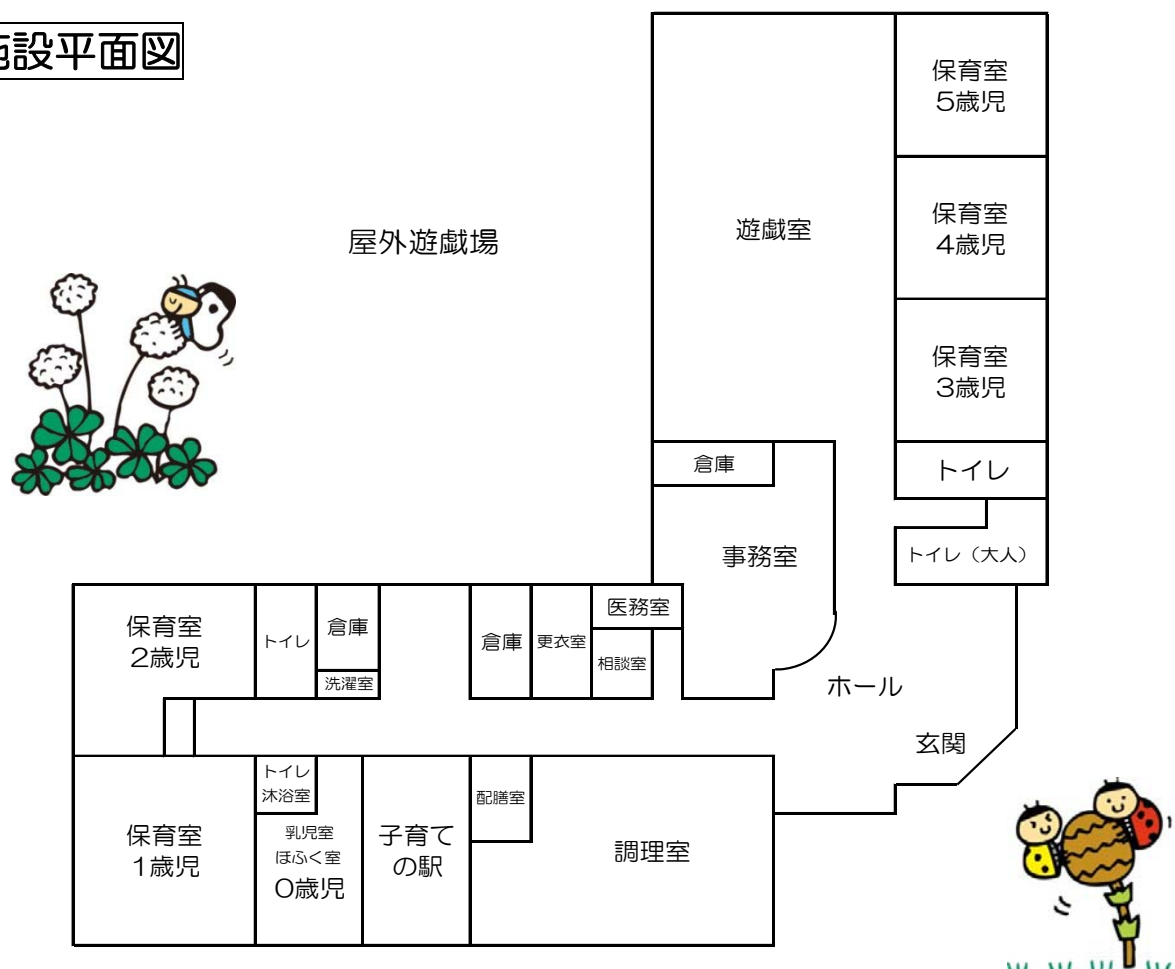 設平面図
保育室
5歳児
屋外遊戯場
遊戯室
保育室
4歳児
保育室
3歳児
倉庫
トイレ
事務室
トイレ（大人）
保育室
2歳児
トイレ
倉庫
洗濯室
倉庫
更衣室
医務室
相談室
ホール
玄関
保育室
1歳児
トイレ
沐浴室
乳児室
ほふく室
0歳児
子育て
の駅
配膳室
調理室